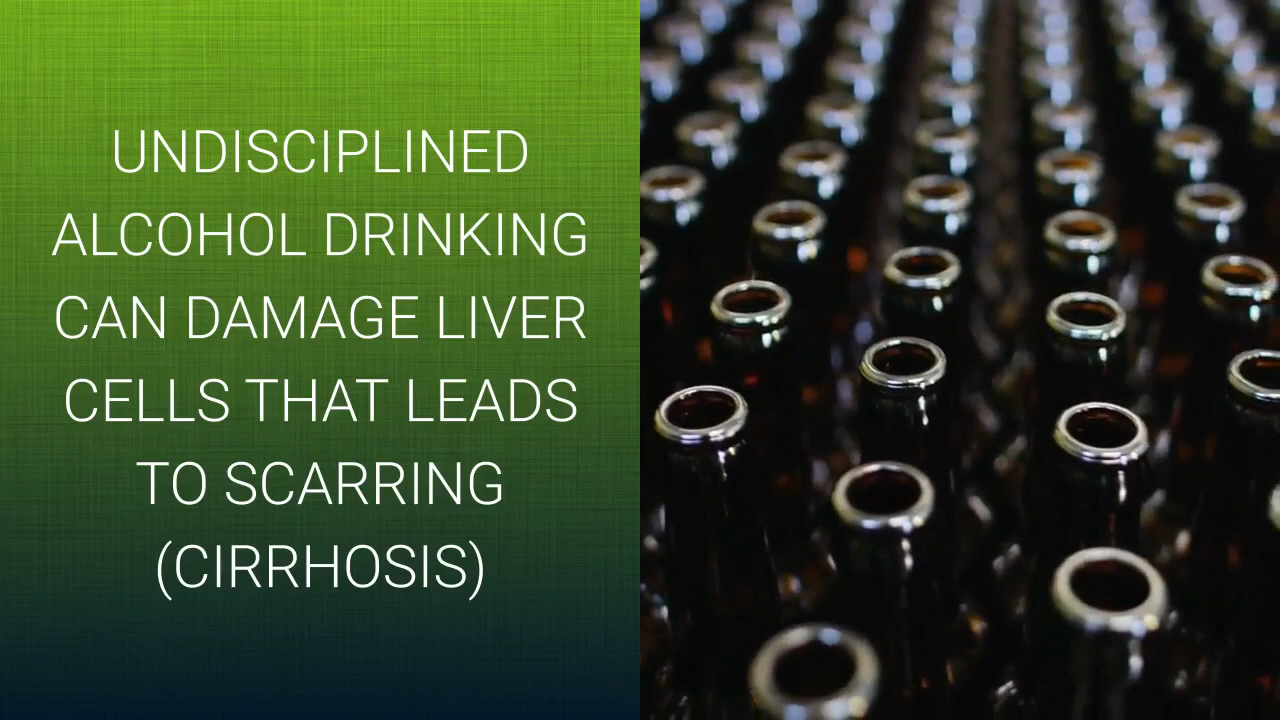 UNDISCIPLINED
ALCOHOL DRINKING
CAN DAMAGE LIVER
CELLS THAT LEADS
TO SCARRING
(CIRRHOSIS)